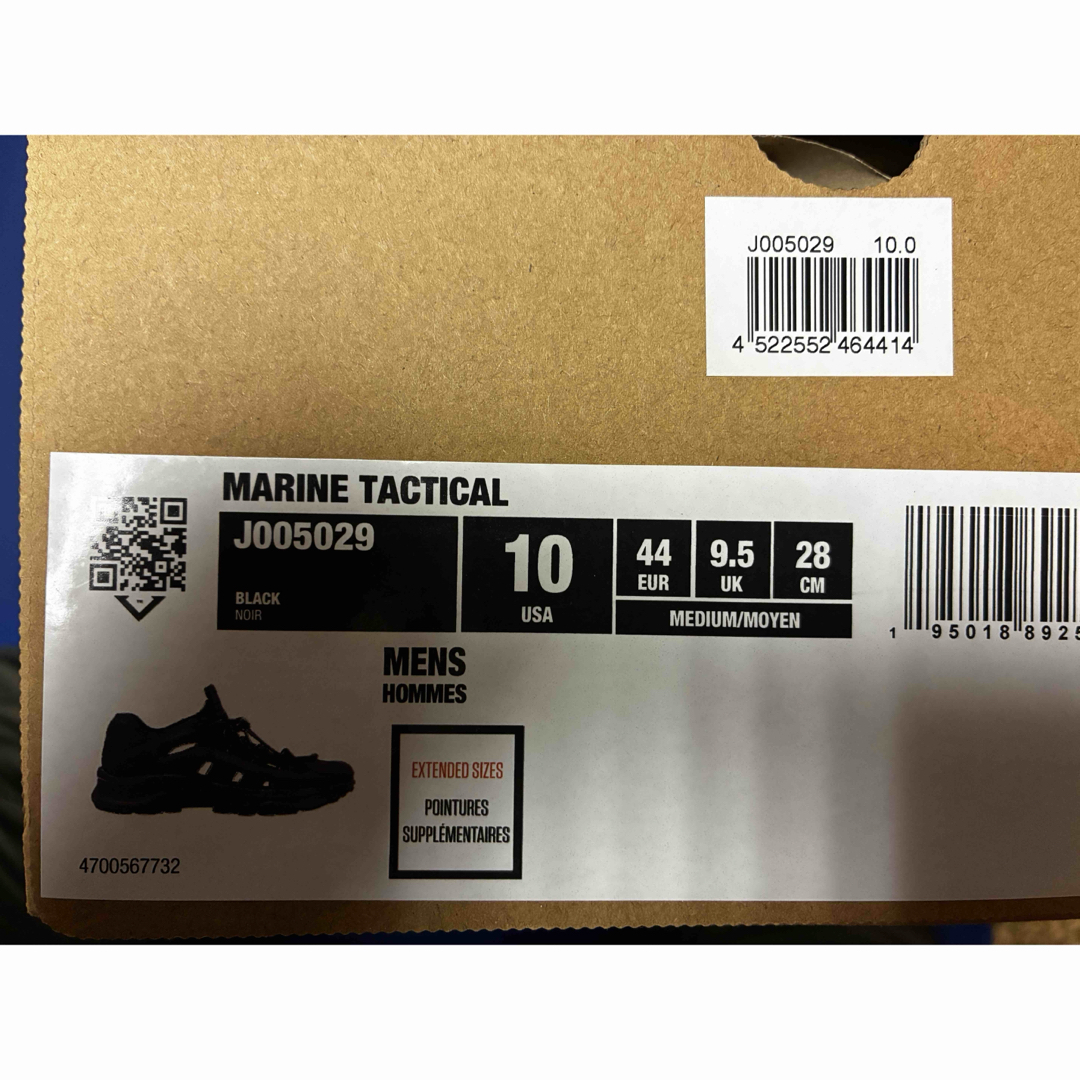 J005029 10.0
4 522552 464414
MARINE TACTICAL
J005029
BLACK
NOIR
10
USA
44
EUR
9.5
UK
28
CM
MEDIUM/MOYEN
1 95018 8925
MENS
HOMMES
EXTENDED SIZES
POINTURES
SUPPLÉMENTAIRES
4700567732